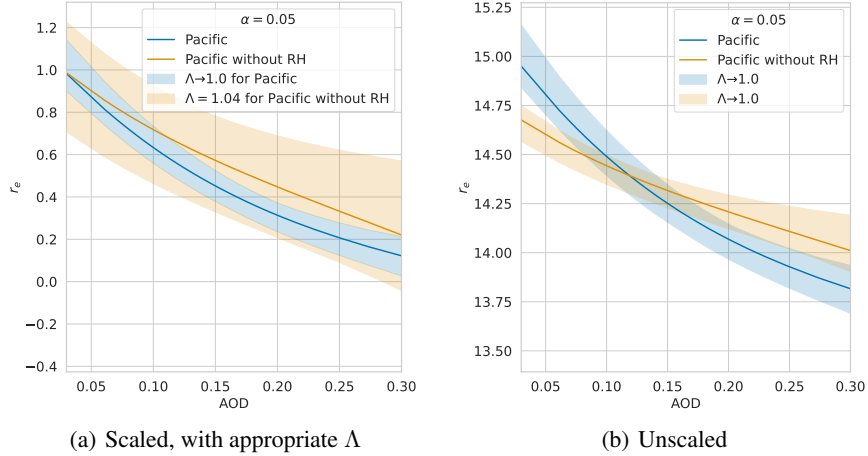 1.2
1.0
0.8
0.6
0.4
0.2
0.0
−0.2
−0.4
r_e
α = 0.05
Pacific
Pacific without RH
Λ→1.0 for Pacific
Λ = 1.04 for Pacific without RH
0.05 0.10 0.15 0.20 0.25 0.30
AOD
(a) Scaled, with appropriate Λ
15.25
15.00
14.75
14.50
14.25
14.00
13.75
13.50
r_e
α = 0.05
Pacific
Pacific without RH
Λ→1.0
Λ→1.0
0.05 0.10 0.15 0.20 0.25 0.30
AOD
(b) Unscaled